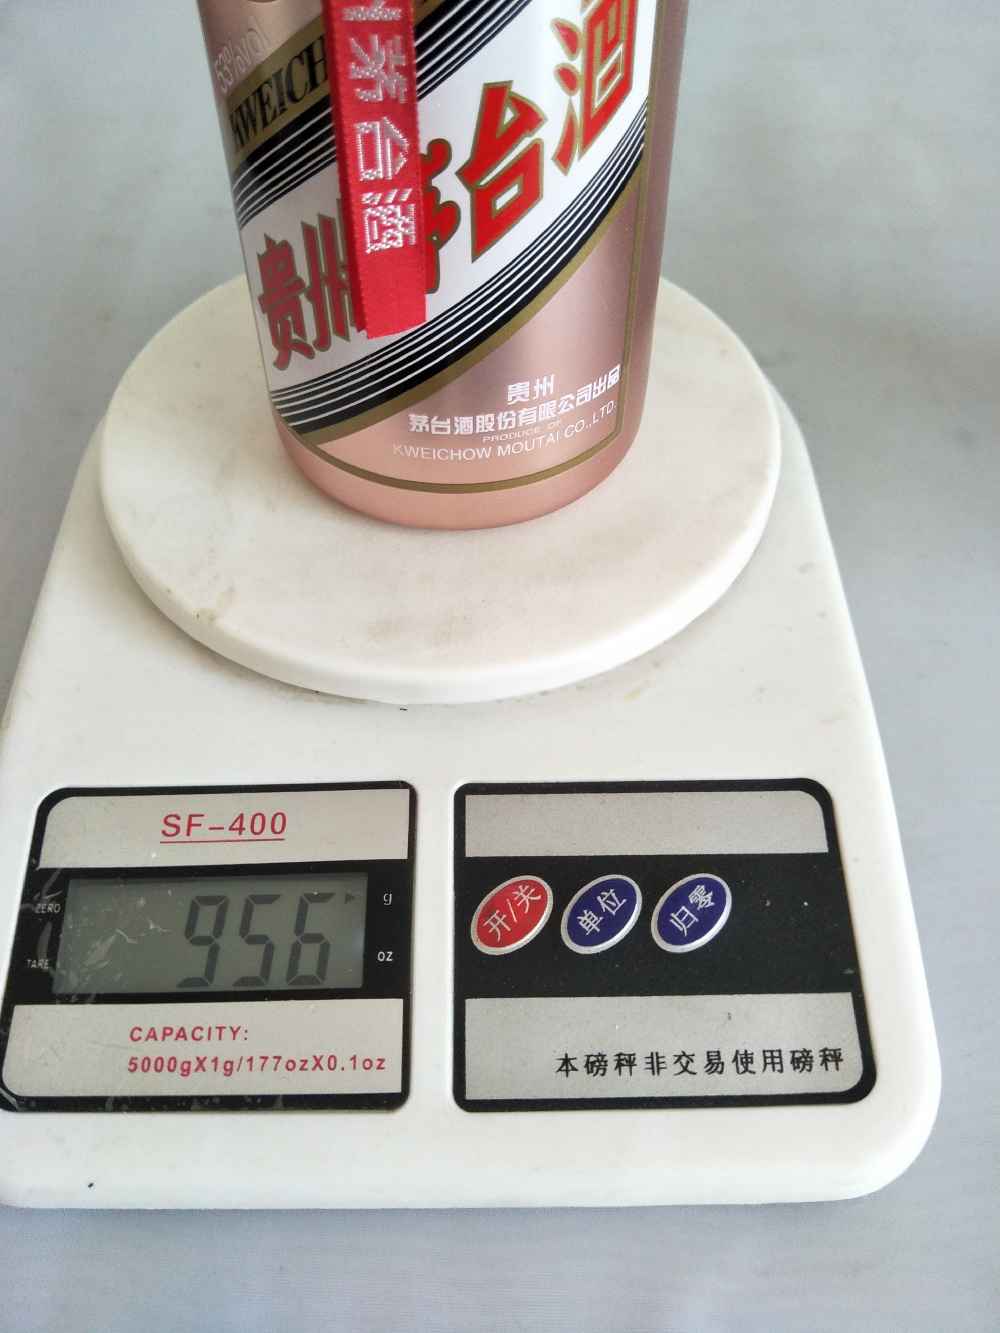 53%vol
KWEICH
茅台酒
贵州茅台酒
贵州
茅台酒股份有限公司出品
PRODUCE OF
KWEICHOW MOUTAI CO.,LTD.
SF-400
ZERO
TARE
956
g
oz
CAPACITY:
5000gX1g/177ozX0.1oz
开/关
单位
归零
本磅秤非交易使用磅秤